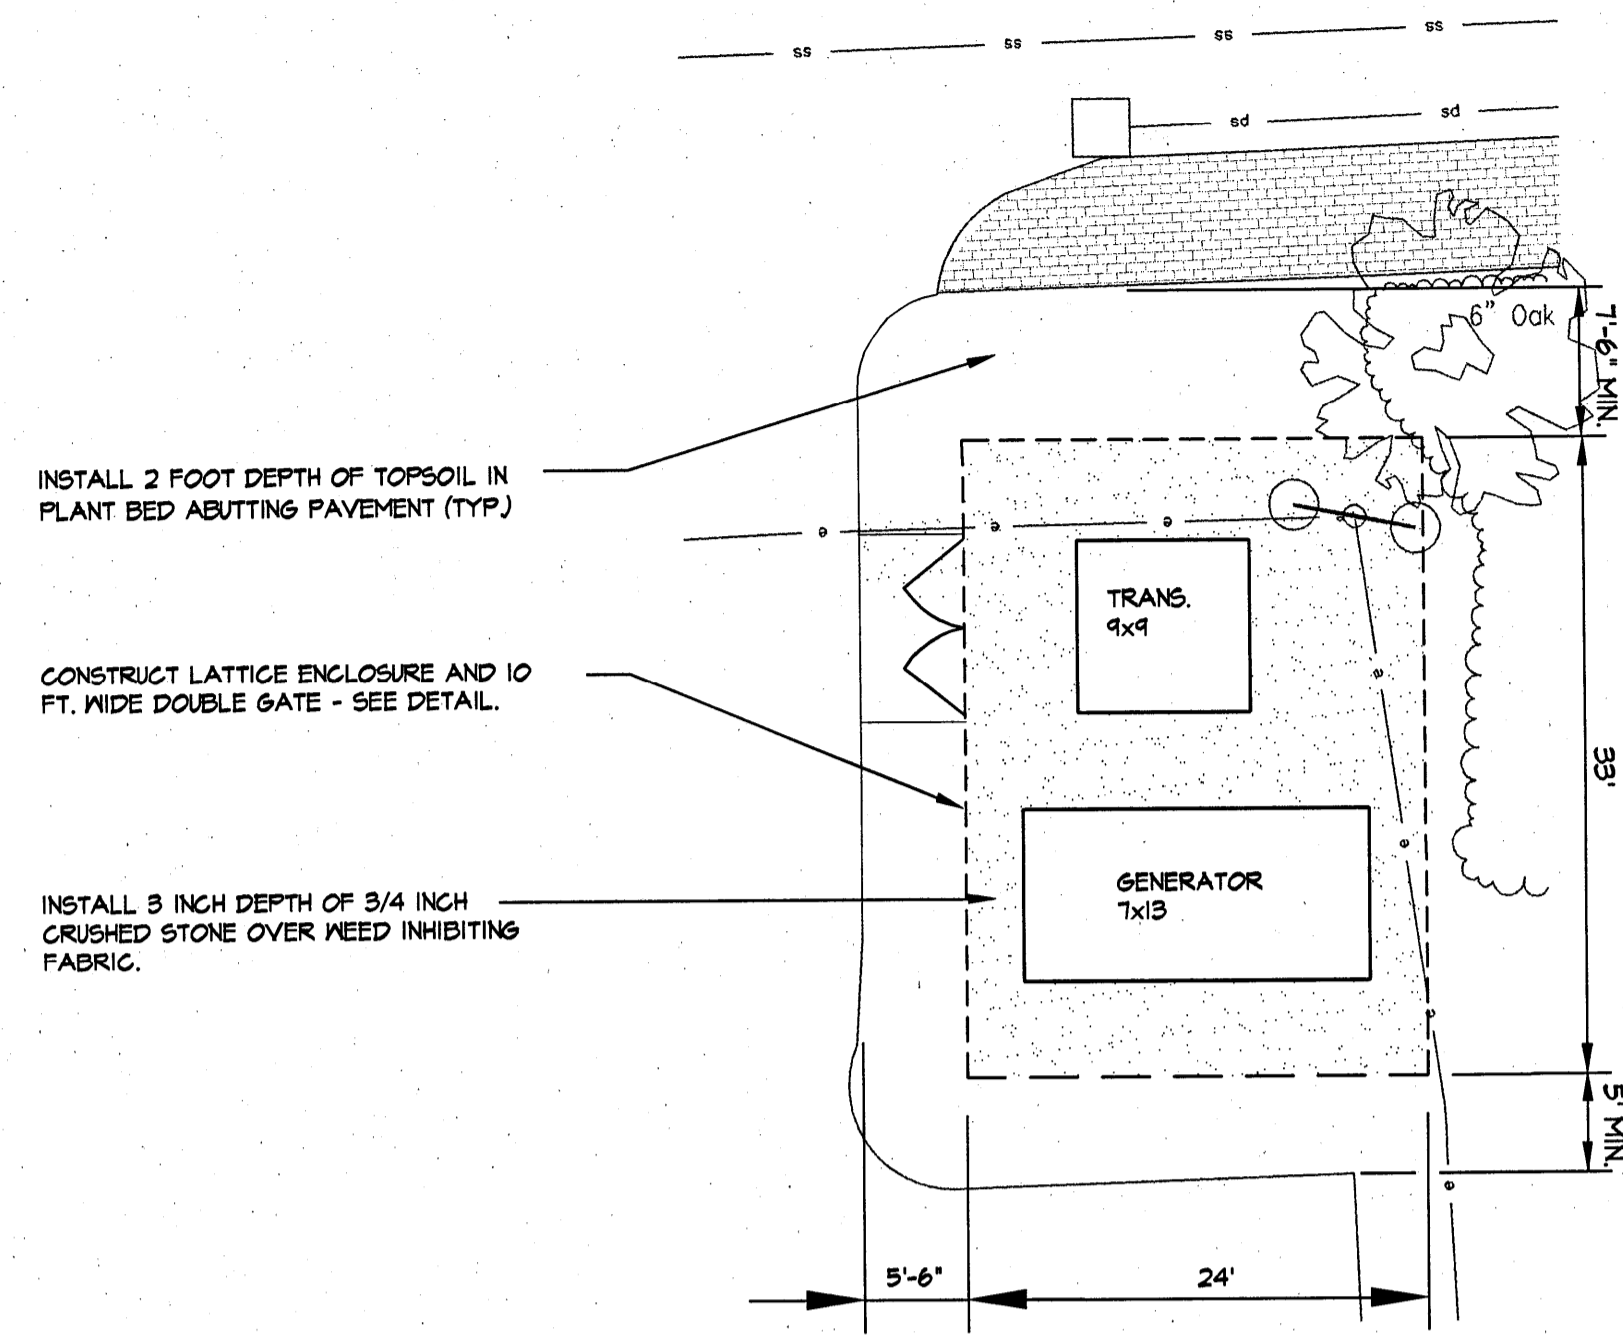 ss ss ss ss
sd sd
6" Oak
7'-6" MIN.
INSTALL 2 FOOT DEPTH OF TOPSOIL IN
PLANT BED ABUTTING PAVEMENT (TYP.)
e e e
TRANS.
9x9
CONSTRUCT LATTICE ENCLOSURE AND 10
FT. WIDE DOUBLE GATE - SEE DETAIL.
e
33'
e
GENERATOR
7x13
INSTALL 3 INCH DEPTH OF 3/4 INCH
CRUSHED STONE OVER WEED INHIBITING
FABRIC.
e
5' MIN.
e
5'-6"
24'